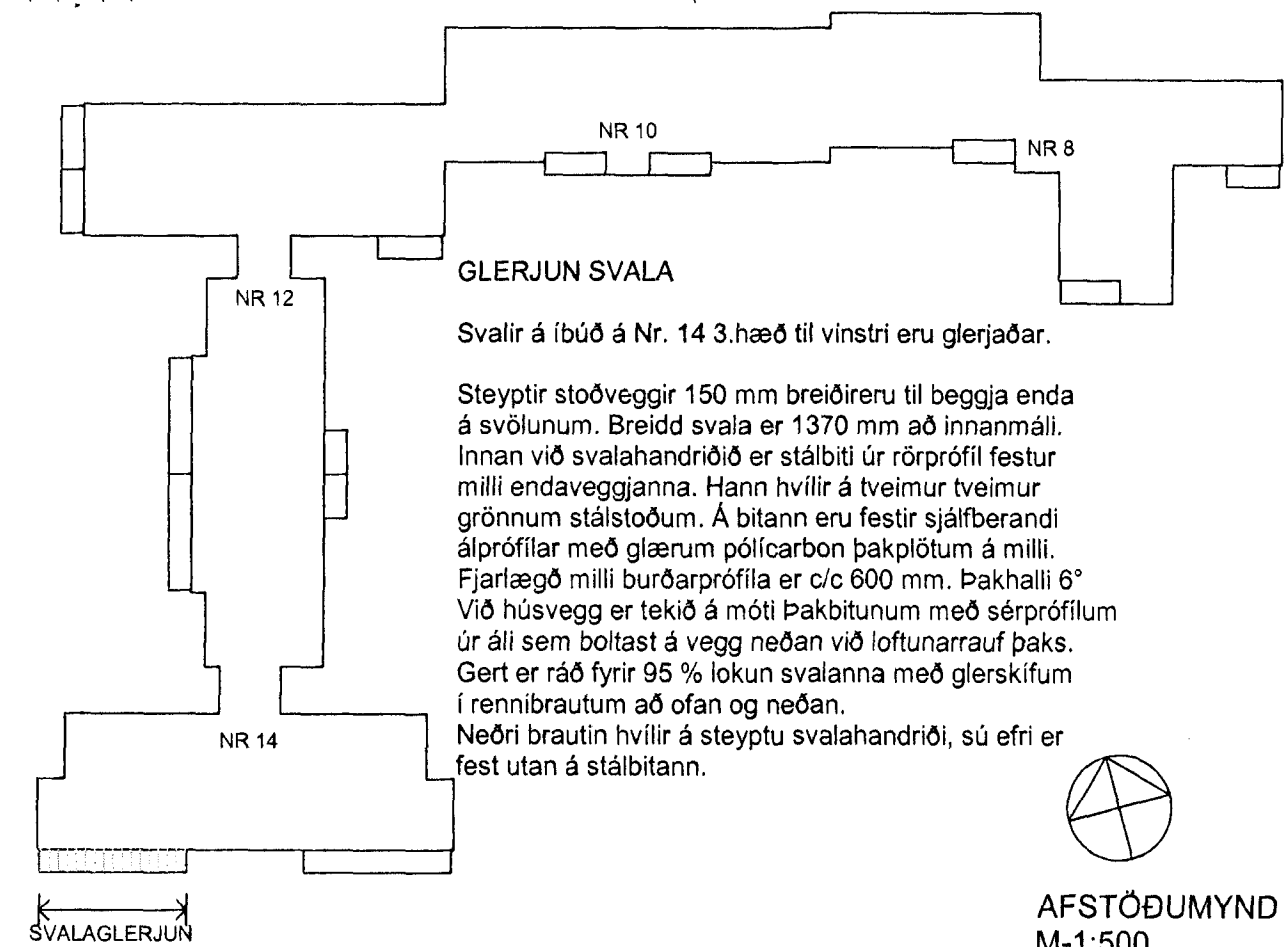 NR 10
NR 8
NR 12
GLERJUN SVALA
Svalir á íbúð á Nr. 14 3.hæð til vinstri eru glerjaðar.
Steyptir stoðveggir 150 mm breiðireru til beggja enda
á svölunum. Breidd svala er 1370 mm að innanmáli.
Innan við svalahandriðið er stálbiti úr rörprófíl festur
milli endaveggjanna. Hann hvílir á tveimur tveimur
grönnum stálstoðum. Á bitann eru festir sjálfberandi
álprófílar með glærum pólícarbon þakplötum á milli.
Fjarlægð milli burðarprófíla er c/c 600 mm. Þakhalli 6°
Við húsvegg er tekið á móti Þakbitunum með sérprófílum
úr áli sem boltast á vegg neðan við loftunarrauf þaks.
Gert er ráð fyrir 95 % lokun svalanna með glerskífum
í rennibrautum að ofan og neðan.
Neðri brautin hvílir á steyptu svalahandriði, sú efri er
fest utan á stálbitann.
NR 14
SVALAGLERJUN
AFSTÖÐUMYND
M-1:500